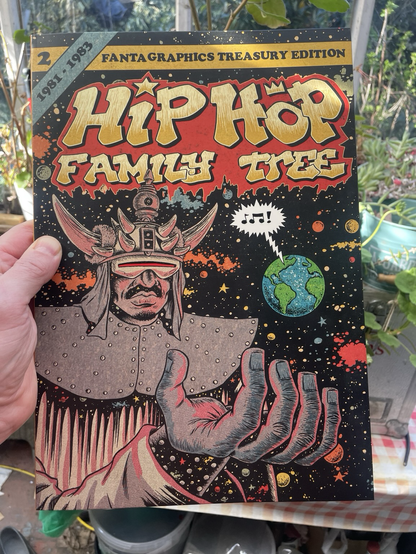 2
FANTAGRAPHICS TREASURY EDITION
1981 - 1983
HiP HOP
FAMILY TREE
♫♪!